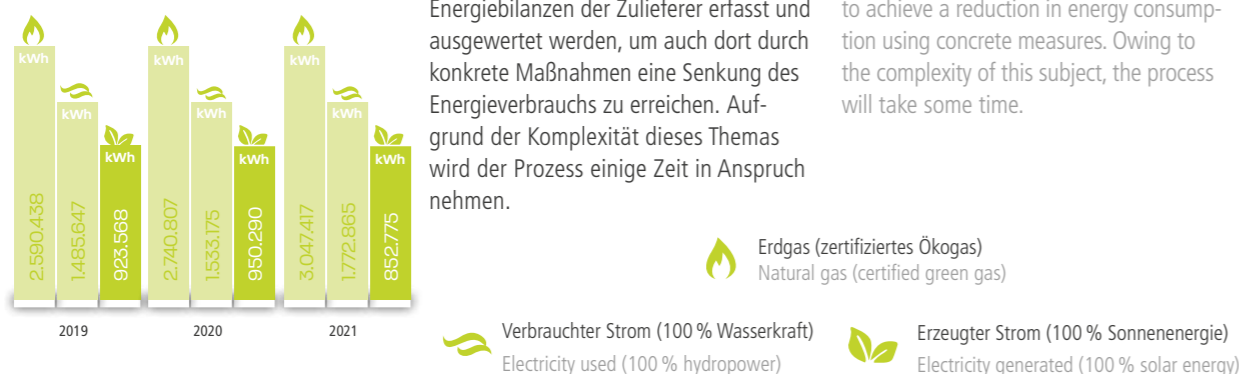 kWh
kWh
kWh
2.590.438
1.485.647
923.568
2019
kWh
kWh
kWh
2.740.807
1.533.175
950.290
2020
kWh
kWh
kWh
3.047.417
1.772.865
852.775
2021
Energiebilanzen der Zulieferer erfasst und
ausgewertet werden, um auch dort durch
konkrete Maßnahmen eine Senkung des
Energieverbrauchs zu erreichen. Auf-
grund der Komplexität dieses Themas
wird der Prozess einige Zeit in Anspruch
nehmen.
to achieve a reduction in energy consump-
tion using concrete measures. Owing to
the complexity of this subject, the process
will take some time.
Erdgas (zertifiziertes Ökogas)
Natural gas (certified green gas)
Verbrauchter Strom (100 % Wasserkraft)
Electricity used (100 % hydropower)
Erzeugter Strom (100 % Sonnenenergie)
Electricity generated (100 % solar energy)